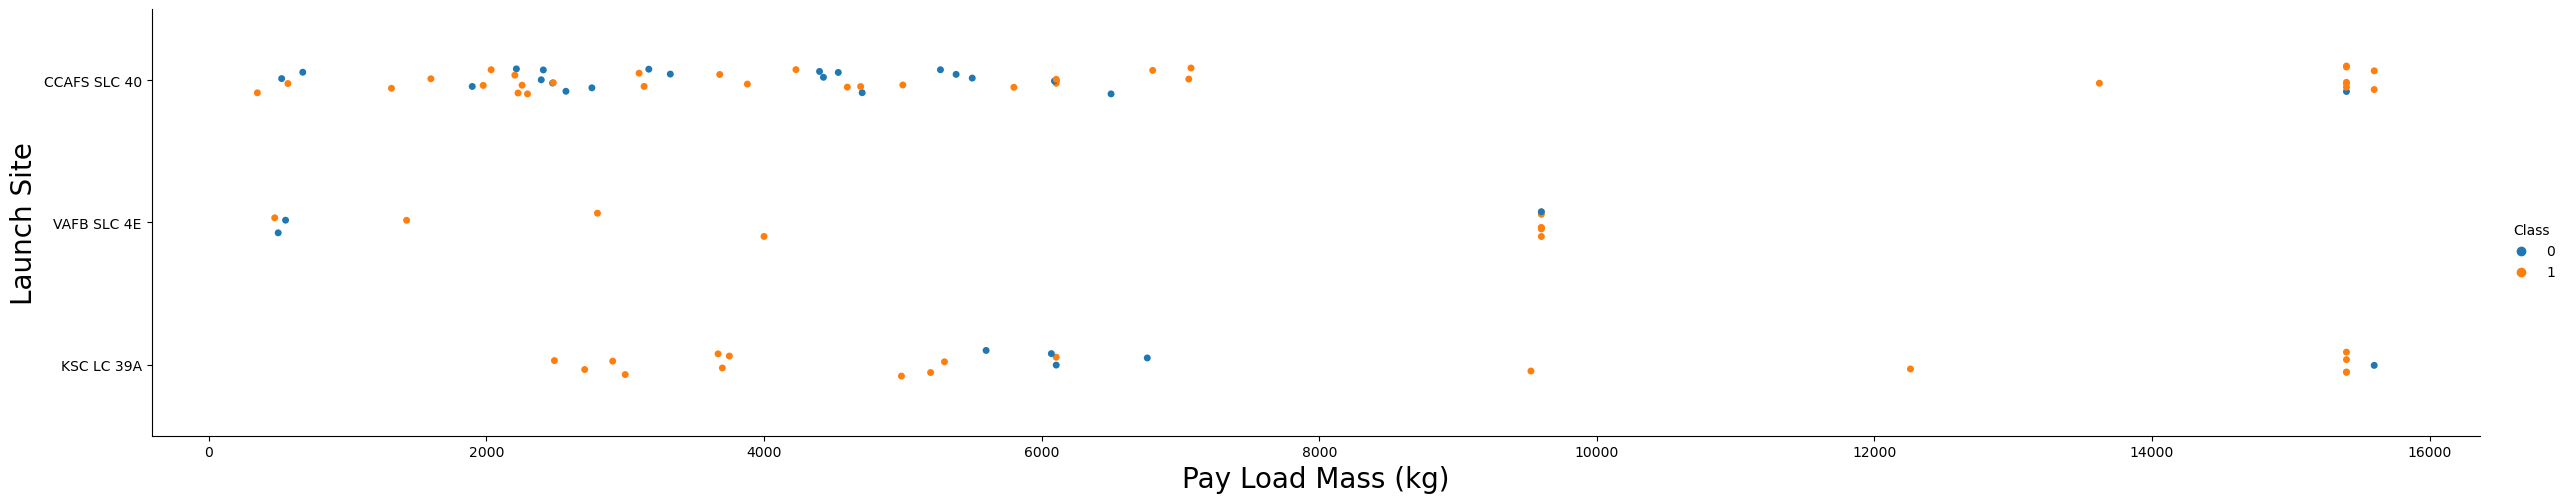 Launch Site
CCAFS SLC 40
VAFB SLC 4E
KSC LC 39A
0 2000 4000 6000 8000 10000 12000 14000 16000
Pay Load Mass (kg)
Class
0
1